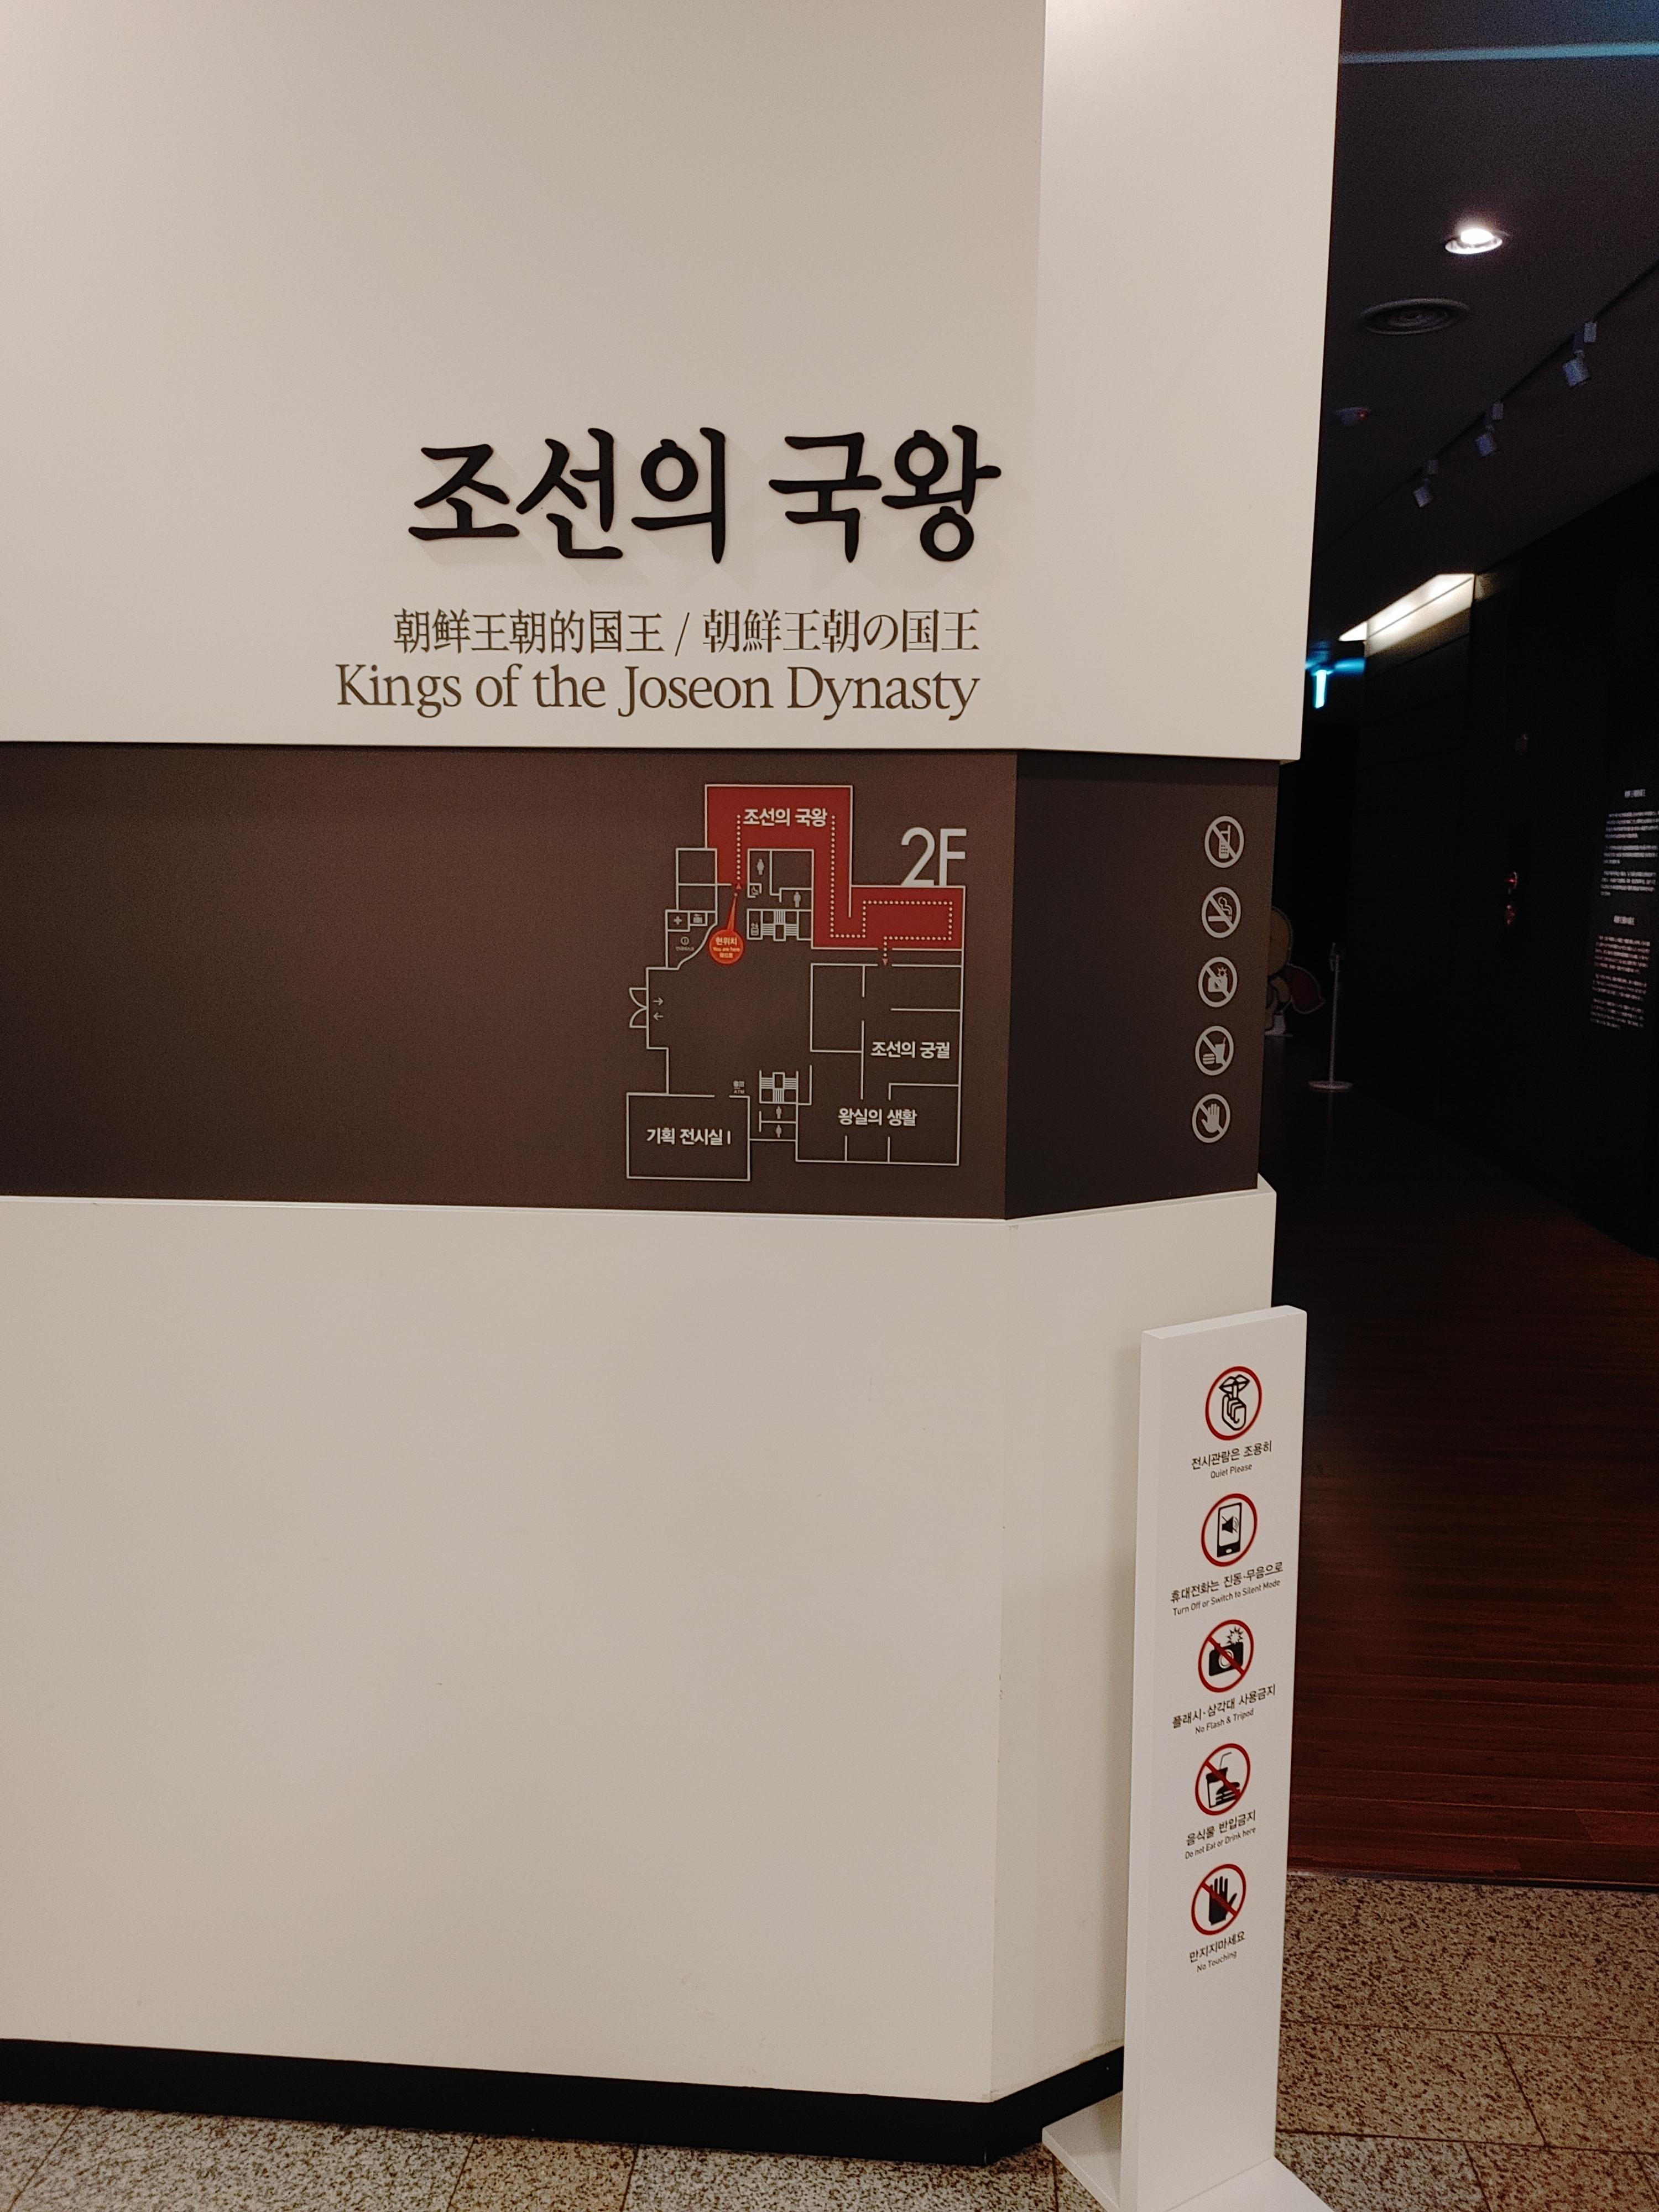 조선의 국왕
朝鲜王朝的国王 / 朝鮮王朝の国王
Kings of the Joseon Dynasty
조선의 국왕
2F
현위치
You are here
조선의 궁궐
왕실의 생활
기획 전시실 I
전시관람은 조용히
Quiet Please
휴대전화는 진동·무음으로
Turn Off or Switch to Silent Mode
플래시·삼각대 사용금지
No Flash & Tripod
음식물 반입금지
Do not Eat or Drink here
만지지마세요
No Touching